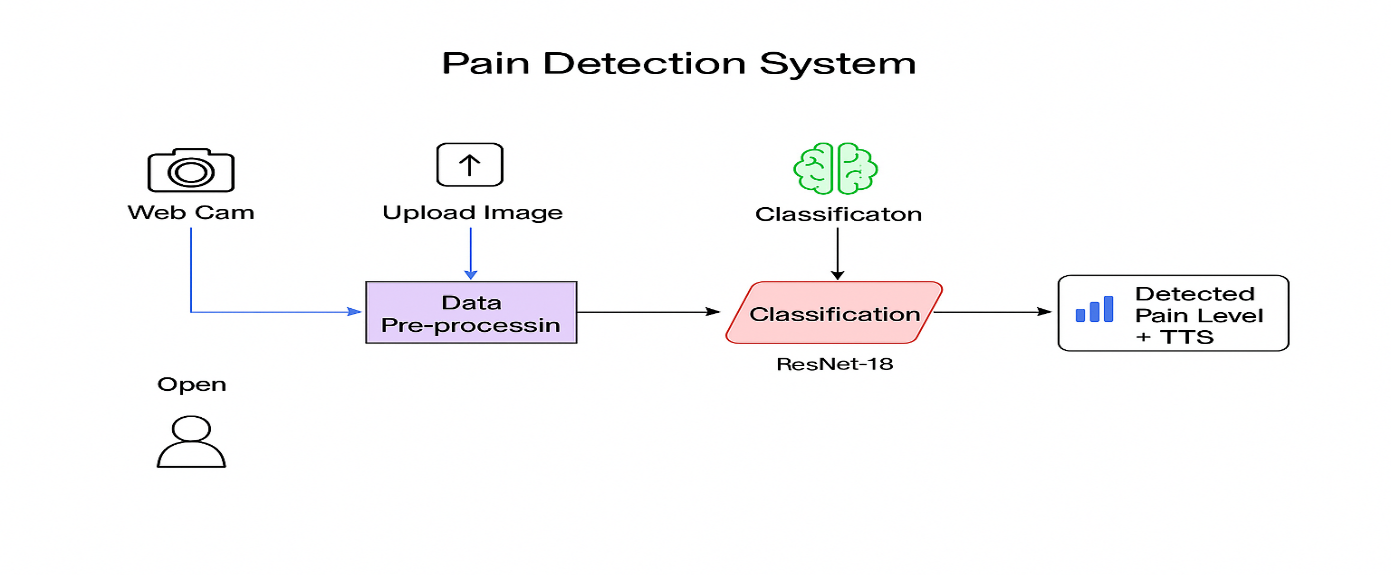 Pain Detection System
Web Cam
Upload Image
Classificaton
Data
Pre-processin
Classification
ResNet-18
Detected
Pain Level
+ TTS
Open